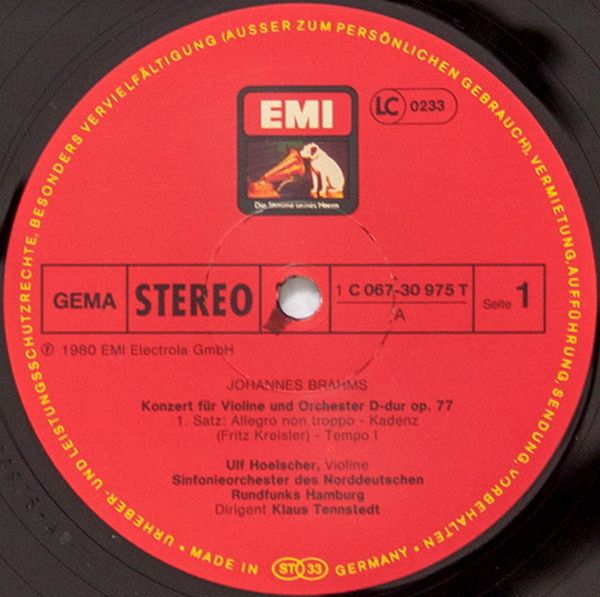 URHEBER- UND LEISTUNGSSCHUTZRECHTE, BESONDERS VERVIELFÄLTIGUNG (AUSSER ZUM PERSÖNLICHEN GEBRAUCH), VERMIETUNG, AUFFÜHRUNG, SENDUNG, VORBEHALTEN • MADE IN ST 33 GERMANY •
EMI
LC 0233
Die Stimme seines Herrn
GEMA STEREO 1 C 067-30 975 T Seite 1
A
℗ 1980 EMI Electrola GmbH
JOHANNES BRAHMS
Konzert für Violine und Orchester D-dur op. 77
1. Satz: Allegro non troppo - Kadenz
(Fritz Kreisler) - Tempo I
Ulf Hoelscher, Violine
Sinfonieorchester des Norddeutschen
Rundfunks Hamburg
Dirigent Klaus Tennstedt